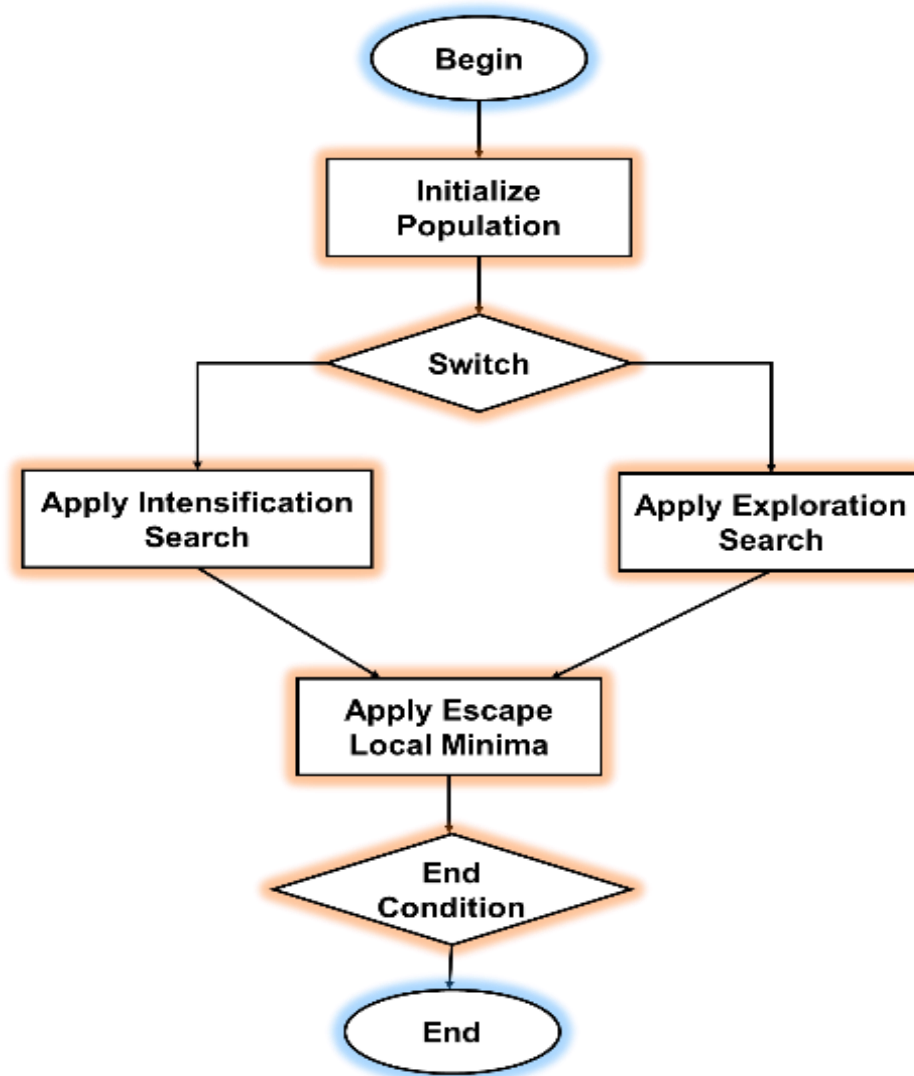 Begin
Initialize
Population
Switch
Apply Intensification
Search
Apply Exploration
Search
Apply Escape
Local Minima
End
Condition
End